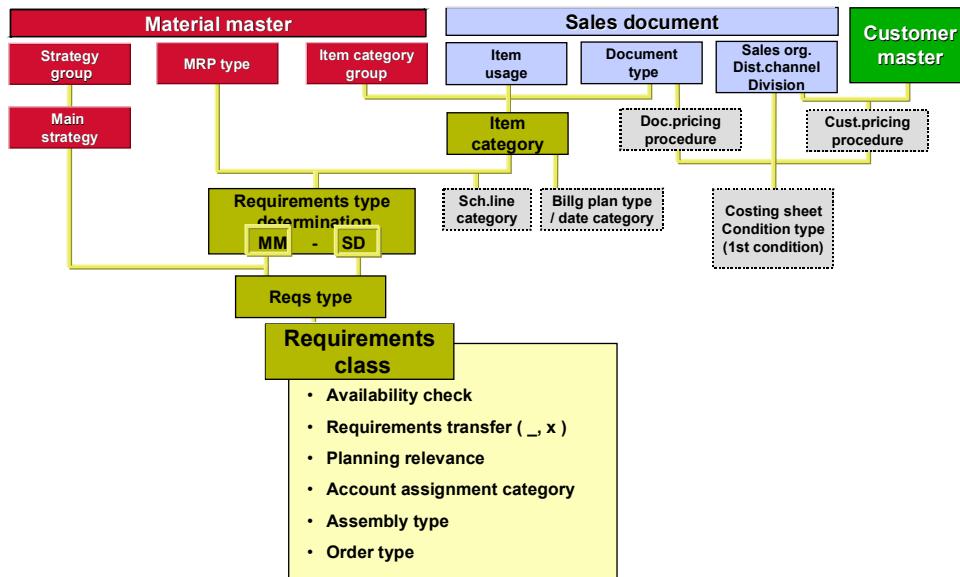 Material master
Sales document
Customer
master
Strategy
group
MRP type
Item category
group
Item
usage
Document
type
Sales org.
Dist.channel
Division
Main
strategy
Item
category
Doc.pricing
procedure
Cust.pricing
procedure
Requirements type
determination
MM - SD
Sch.line
category
Billg plan type
/ date category
Costing sheet
Condition type
(1st condition)
Reqs type
Requirements
class
• Availability check
• Requirements transfer ( _, x )
• Planning relevance
• Account assignment category
• Assembly type
• Order type